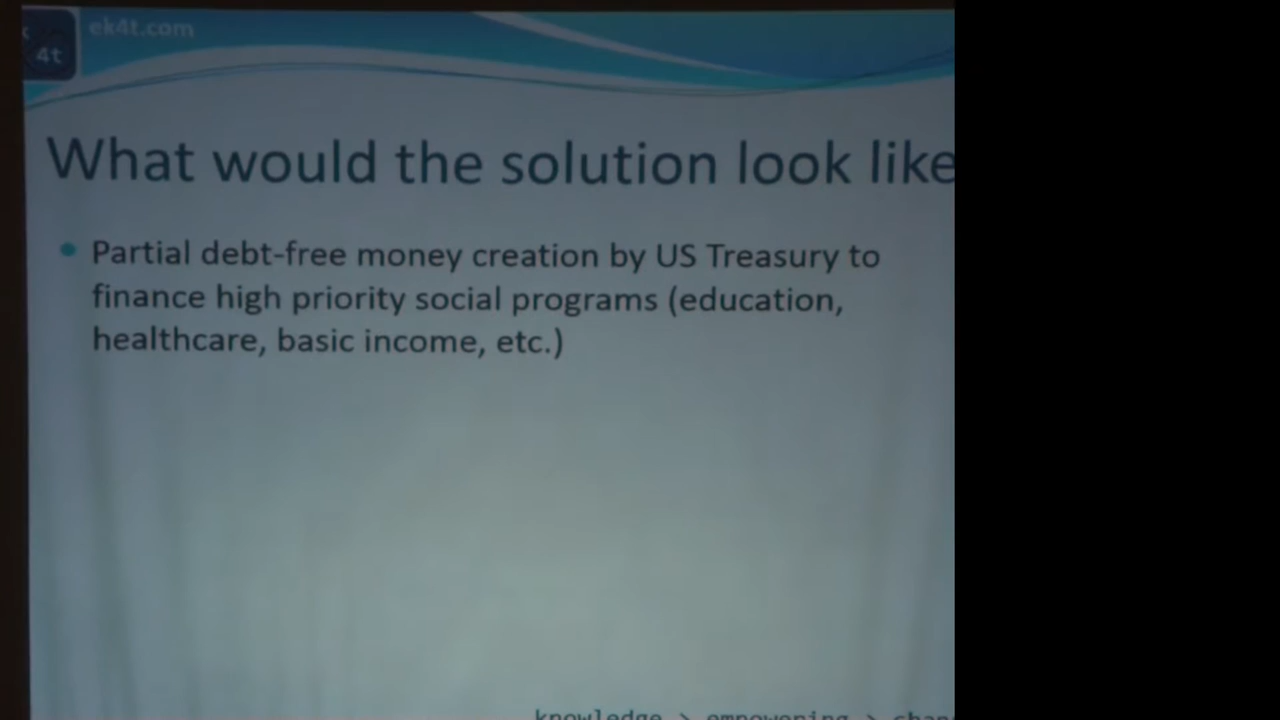 ek4t.com
4t
What would the solution look like
Partial debt-free money creation by US Treasury to
finance high priority social programs (education,
healthcare, basic income, etc.)
knowledge > empowering >